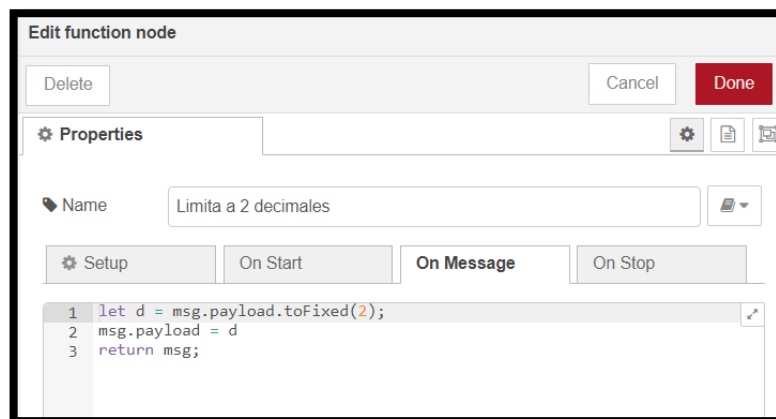 Edit function node
Delete Cancel Done
Properties
Name Limita a 2 decimales
Setup On Start On Message On Stop
1 let d = msg.payload.toFixed(2);
2 msg.payload = d
3 return msg;